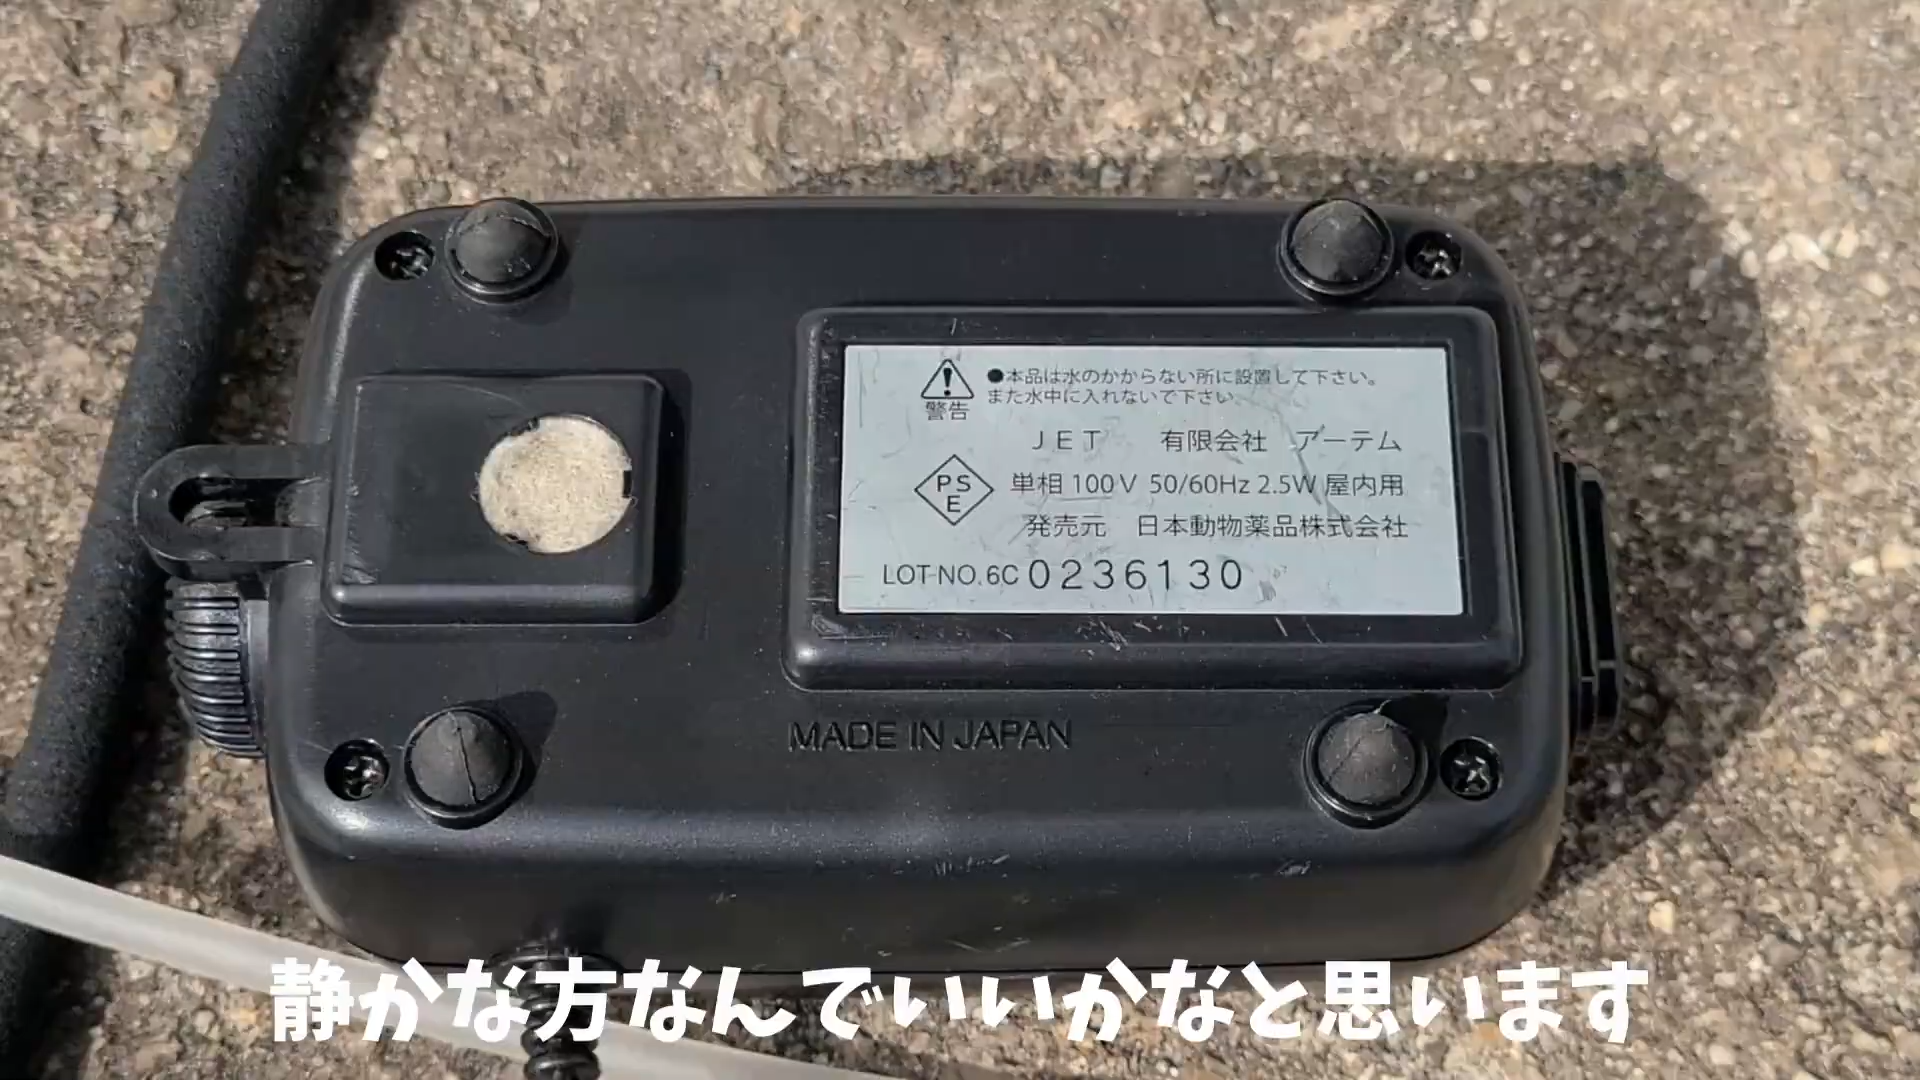 警告
●本品は水のかからない所に設置して下さい。
また水中に入れないで下さい。
JET 有限会社 アーテム
PSE 単相 100V 50/60Hz 2.5W 屋内用
発売元 日本動物薬品株式会社
LOT-NO. 6C 0236130
MADE IN JAPAN
静かな方なんでいいかなと思います